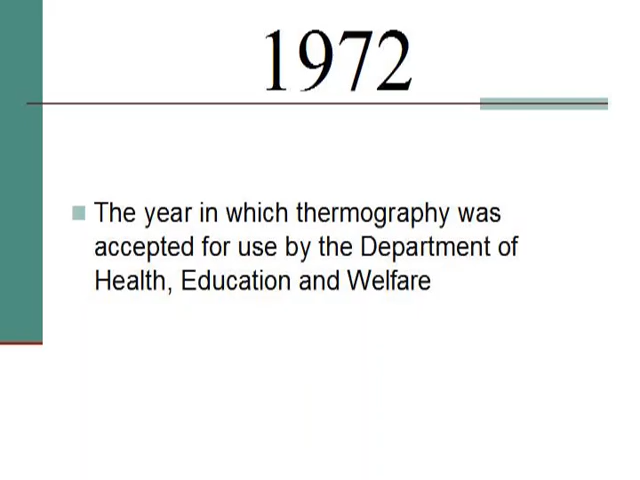 1972
The year in which thermography was
accepted for use by the Department of
Health, Education and Welfare